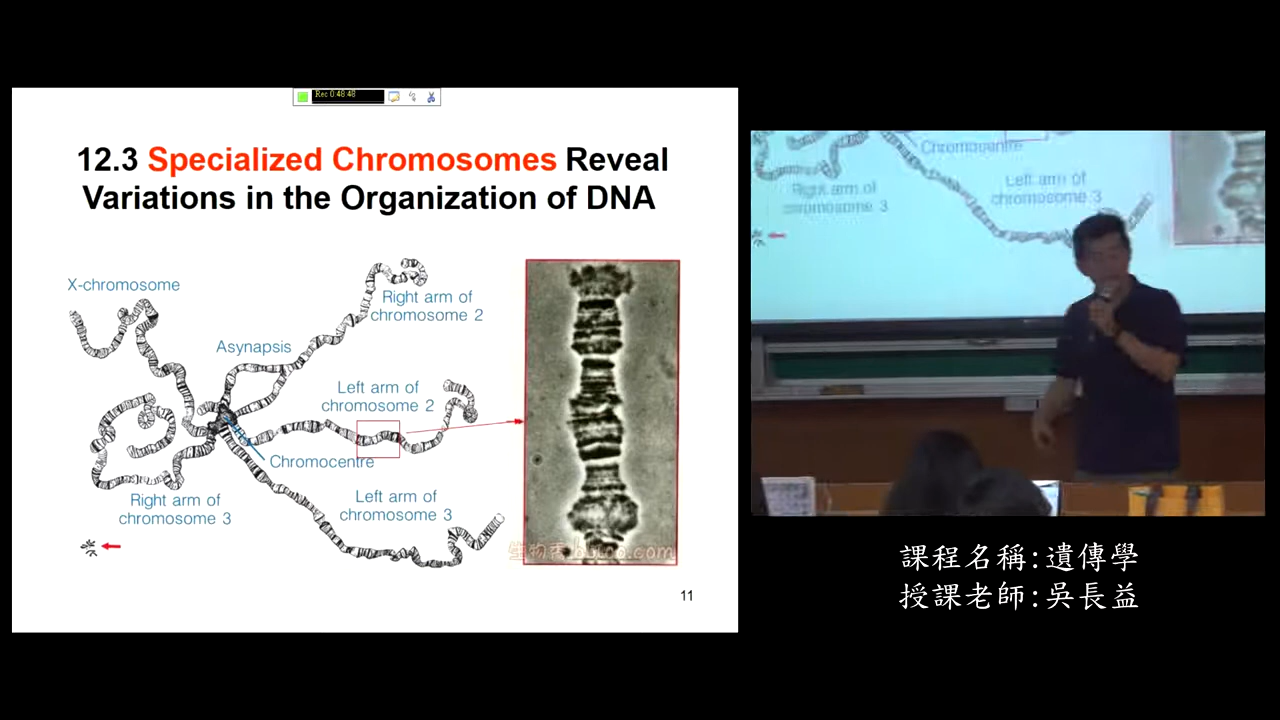 Rec 0:48:48
12.3 Specialized Chromosomes Reveal
Variations in the Organization of DNA
X-chromosome
Right arm of
chromosome 2
Asynapsis
Left arm of
chromosome 2
Chromocentre
Right arm of
chromosome 3
Left arm of
chromosome 3
11
Chromocentre
Right arm of
chromosome 3
Left arm of
chromosome 3
課程名稱:遺傳學
授課老師:吳長益